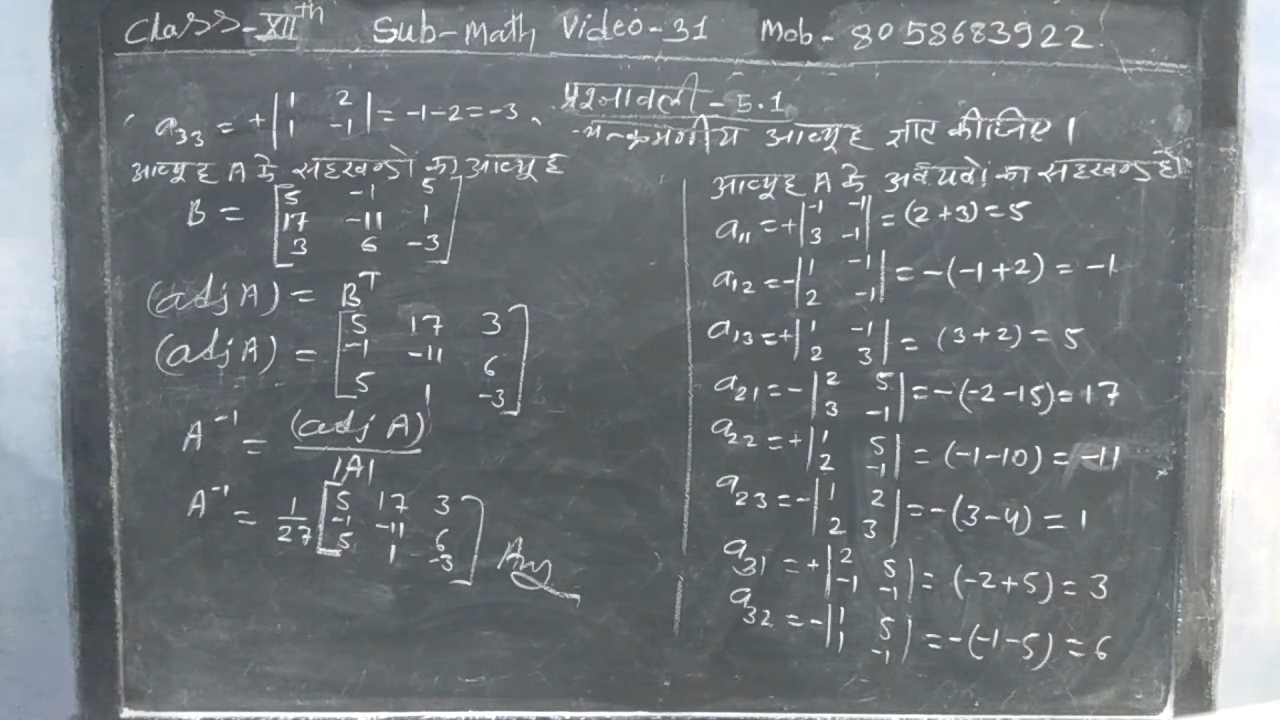 Class-XIIth Sub-Math Video-31 Mob-8058683922.
प्रश्नावली-5.1
व्युत्क्रमणीय आव्यूह ज्ञात कीजिए।
a33 = +|1 2| = -1-2 = -3
|1 -1|
आव्यूह A के सहखण्डो का आव्यूह
B = [5 -1 5
17 -11 1
3 6 -3]
(adj A) = B^T
(adj A) = [5 17 3
-1 -11 6
5 1 -3]
A^-1 = (adj A)
|A|
A^-1 = 1/27 [5 17 3
-1 -11 6
5 1 -3] Ans
आव्यूह A के अवयवो का सहखण्ड है।
a11 = +|-1 -1| = (2+3) = 5
|3 -1|
a12 = -|1 -1| = -(-1+2) = -1
|2 -1|
a13 = +|1 -1| = (3+2) = 5
|2 3|
a21 = -|2 5| = -(-2-15) = 17
|3 -1|
a22 = +|1 5| = (-1-10) = -11
|2 -1|
a23 = -|1 2| = -(3-4) = 1
|2 3|
a31 = +|2 5| = (-2+5) = 3
|-1 -1|
a32 = -|1 5| = -(-1-5) = 6
|1 -1|